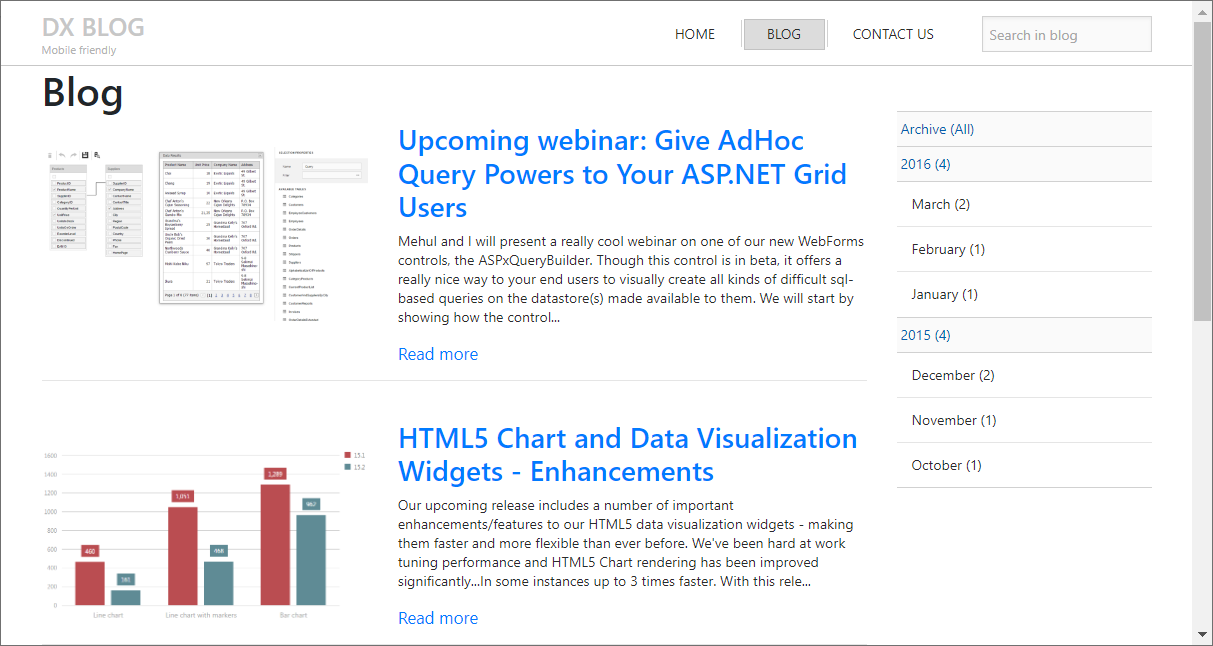 DX BLOG
Mobile friendly
HOME
BLOG
CONTACT US
Search in blog
Blog
Upcoming webinar: Give AdHoc
Query Powers to Your ASP.NET Grid
Users
Mehul and I will present a really cool webinar on one of our new WebForms
controls, the ASPxQueryBuilder. Though this control is in beta, it offers a
really nice way to your end users to visually create all kinds of difficult sql-
based queries on the datastore(s) made available to them. We will start by
showing how the control...
Read more
HTML5 Chart and Data Visualization
Widgets - Enhancements
1600
1400
1200
1000
800
600
400
200
0
460
1,051
1,289
468
962
15.1
15.2
Line chart
Line chart with markers
Bar chart
Our upcoming release includes a number of important
enhancements/features to our HTML5 data visualization widgets - making
them faster and more flexible than ever before. We've been hard at work
tuning performance and HTML5 Chart rendering has been improved
significantly...In some instances up to 3 times faster. With this rele...
Read more
Archive (All)
2016 (4)
March (2)
February (1)
January (1)
2015 (4)
December (2)
November (1)
October (1)